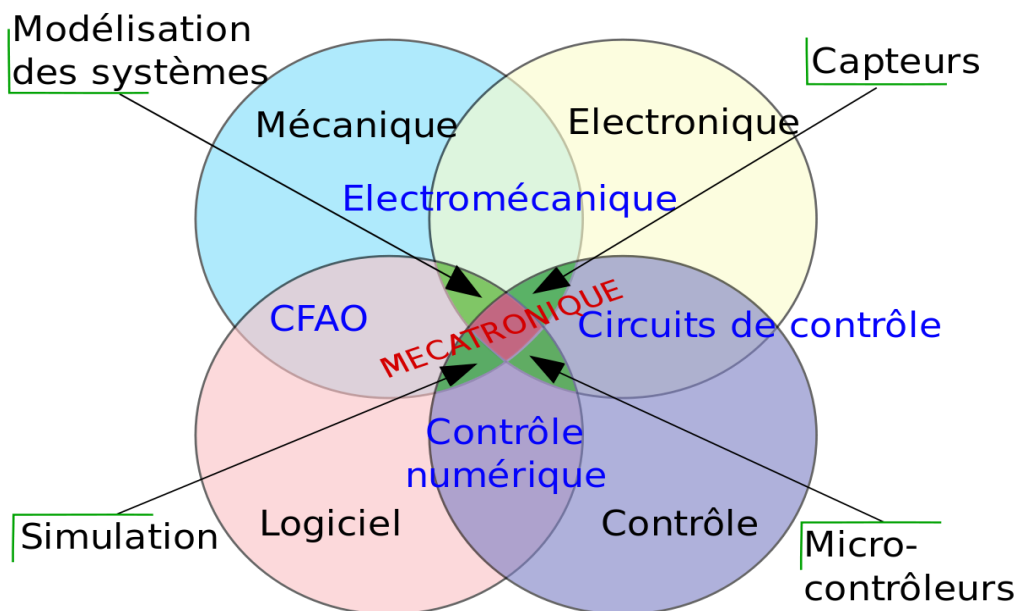 Modélisation
des systèmes
Capteurs
Mécanique
Electronique
Electromécanique
CFAO
MECATRONIQUE
Circuits de contrôle
Contrôle
numérique
Logiciel
Contrôle
Simulation
Micro-
contrôleurs